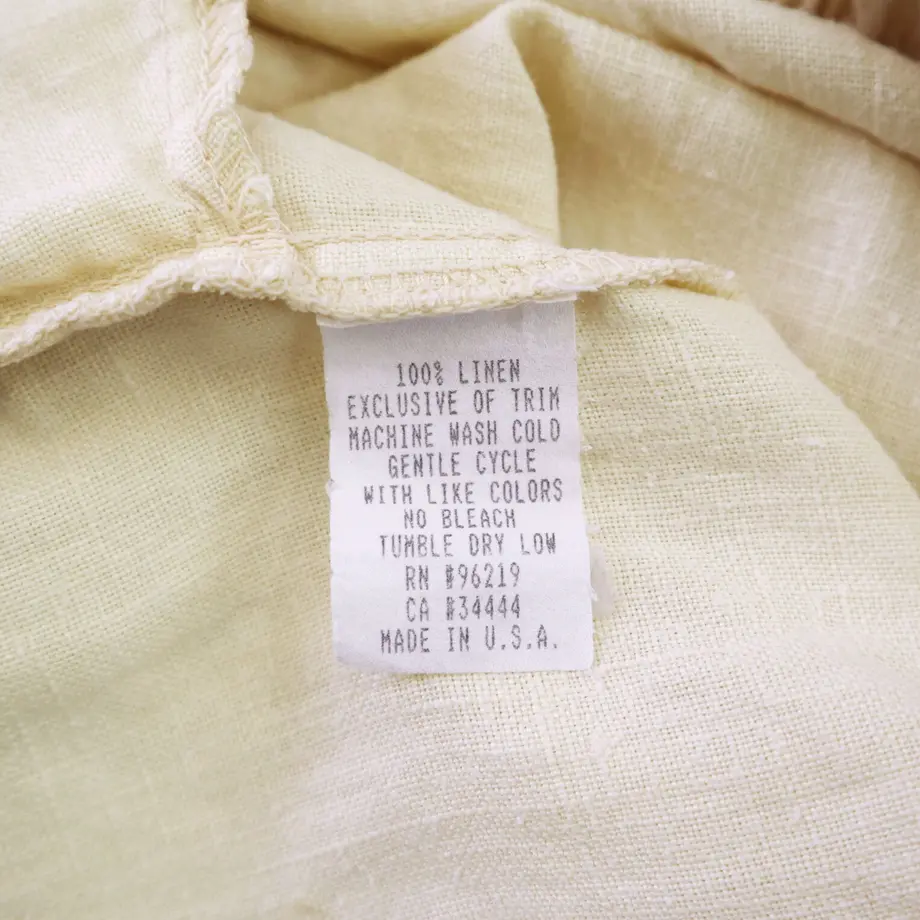 100% LINEN
EXCLUSIVE OF TRIM
MACHINE WASH COLD
GENTLE CYCLE
WITH LIKE COLORS
NO BLEACH
TUMBLE DRY LOW
RN #96219
CA #34444
MADE IN U.S.A.